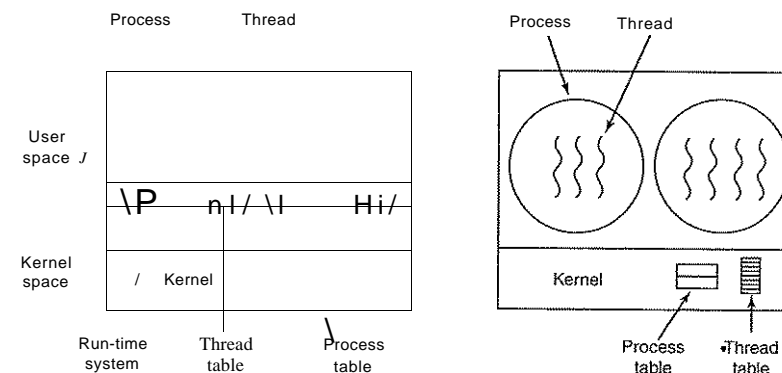 Process Thread
User
space J
\P n l / \l Hi/
Kernel
space
/ Kernel
Run-time
system
Thread
table
\
Process
table
Process Thread
Kernel
Process
table
•Thread
table